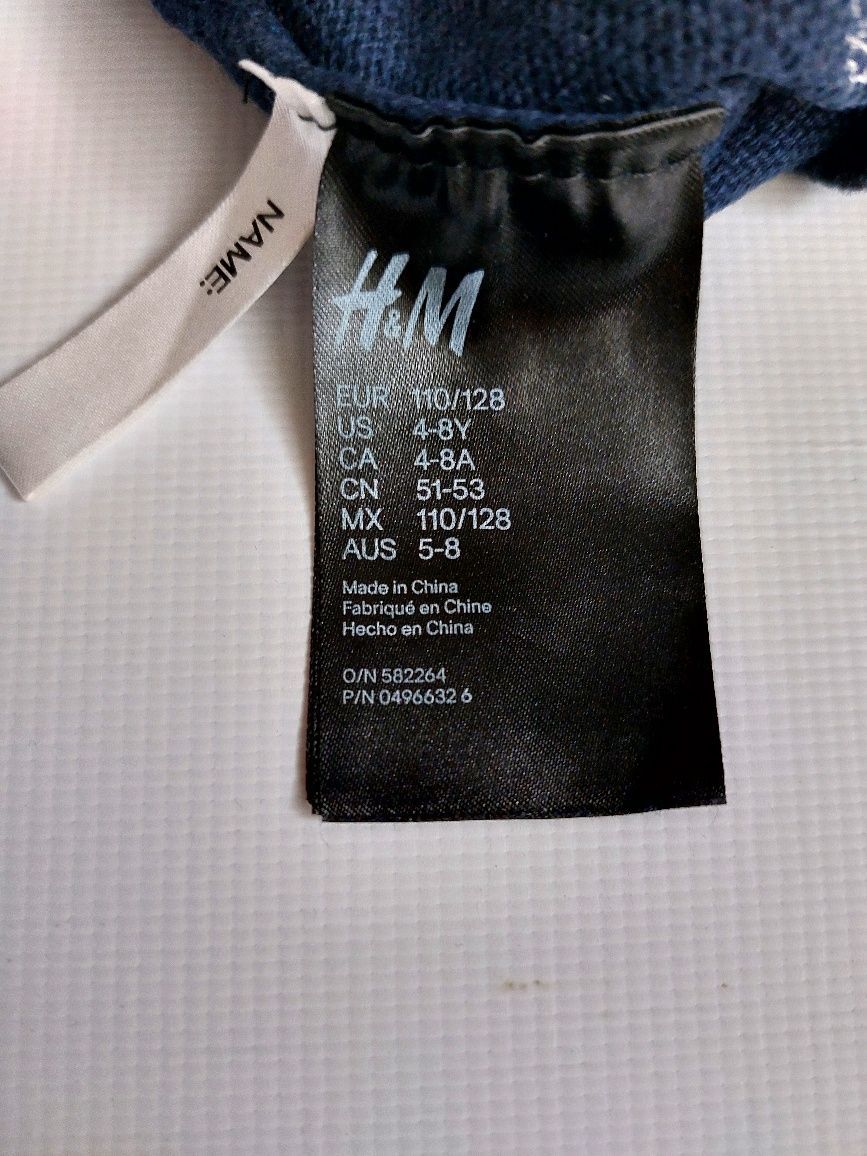 NAME:
H&M
EUR 110/128
US 4-8Y
CA 4-8A
CN 51-53
MX 110/128
AUS 5-8
Made in China
Fabriqué en Chine
Hecho en China
O/N 582264
P/N 0496632 6